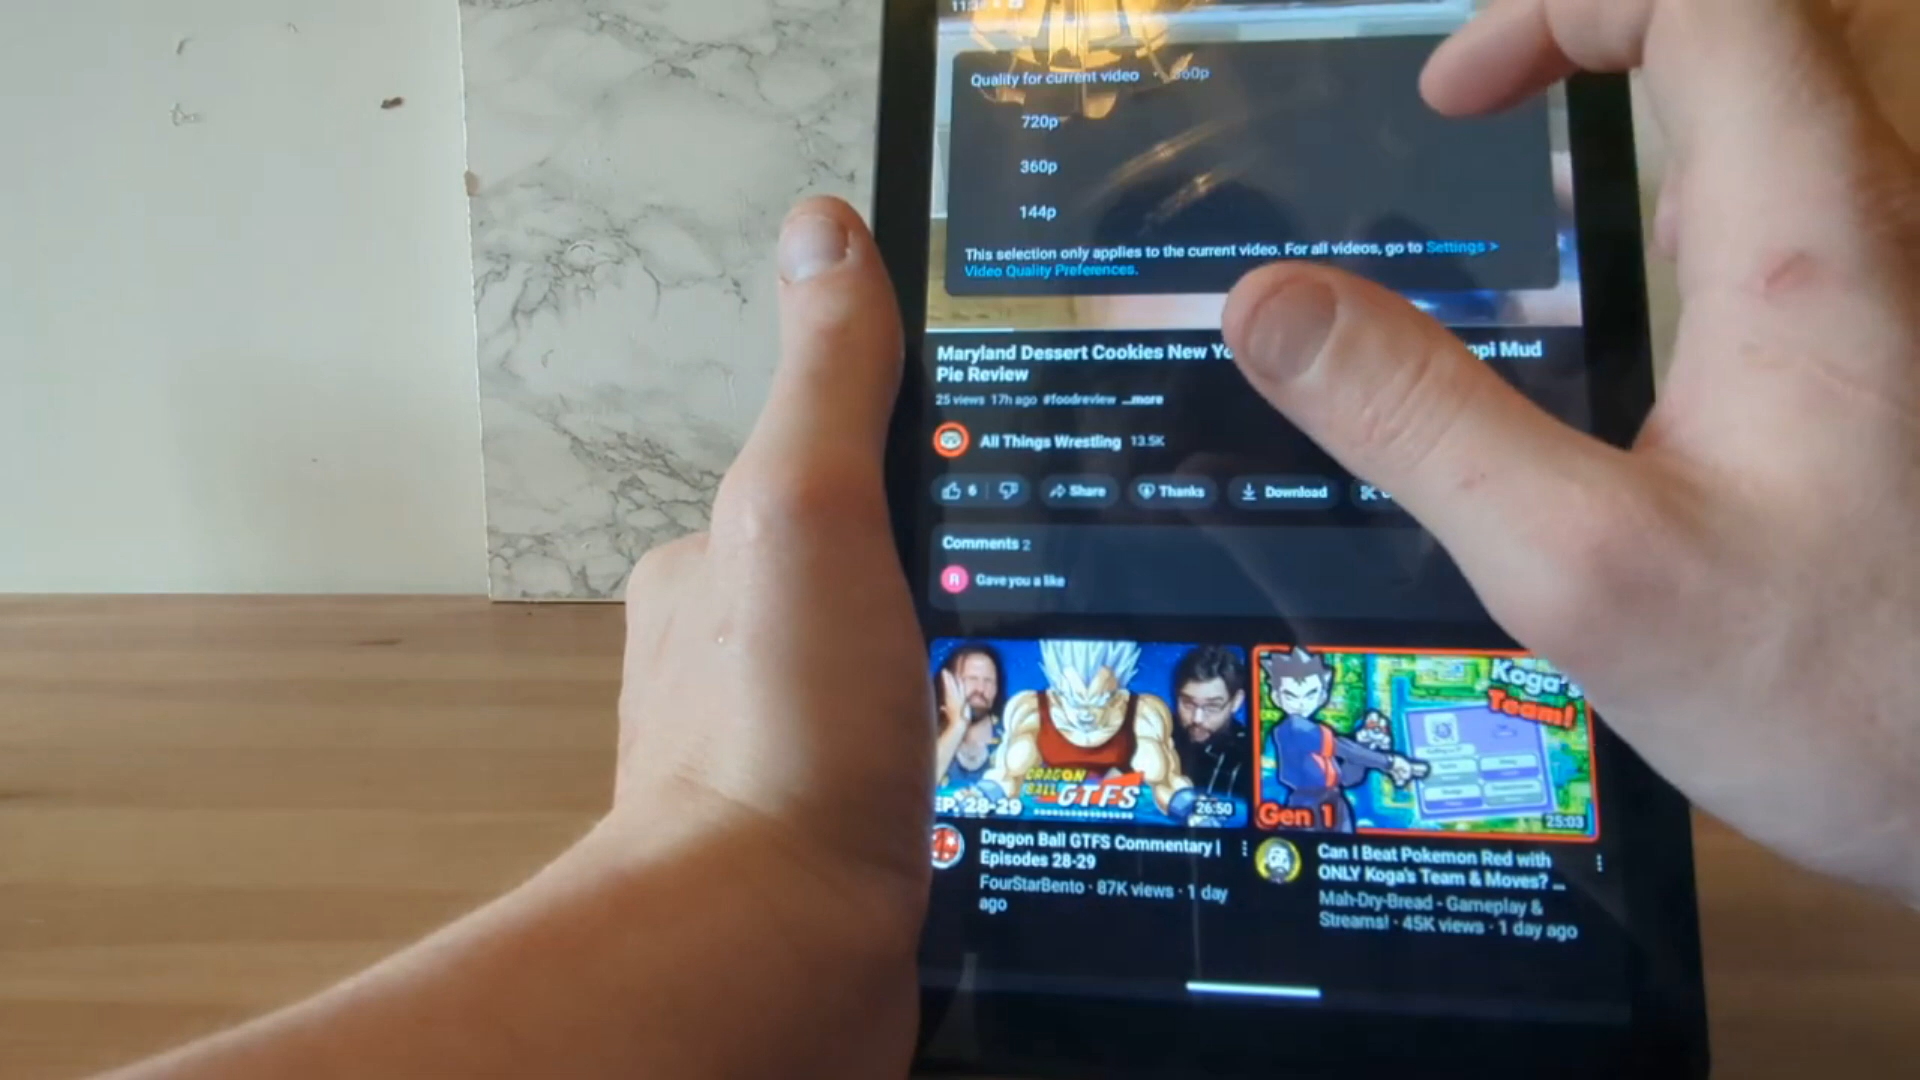 Quality for current video · 360p
720p
360p
144p
This selection only applies to the current video. For all videos, go to Settings >
Video Quality Preferences.
Maryland Dessert Cookies New Mud
Pie Review
25 views 17h ago #foodreview ...more
All Things Wrestling 13.5K
6 Share Thanks Download
Comments 2
R Gave you a like
DRAGON
BALL GTFS
EP. 28-29
26:50
Koga's
Team!
Gen 1
25:03
Dragon Ball GTFS Commentary |
Episodes 28-29
FourStarBento · 87K views · 1 day
ago
Can I Beat Pokemon Red with
ONLY Koga's Team & Moves? ...
Mah-Dry-Bread - Gameplay &
Streams! · 45K views · 1 day ago